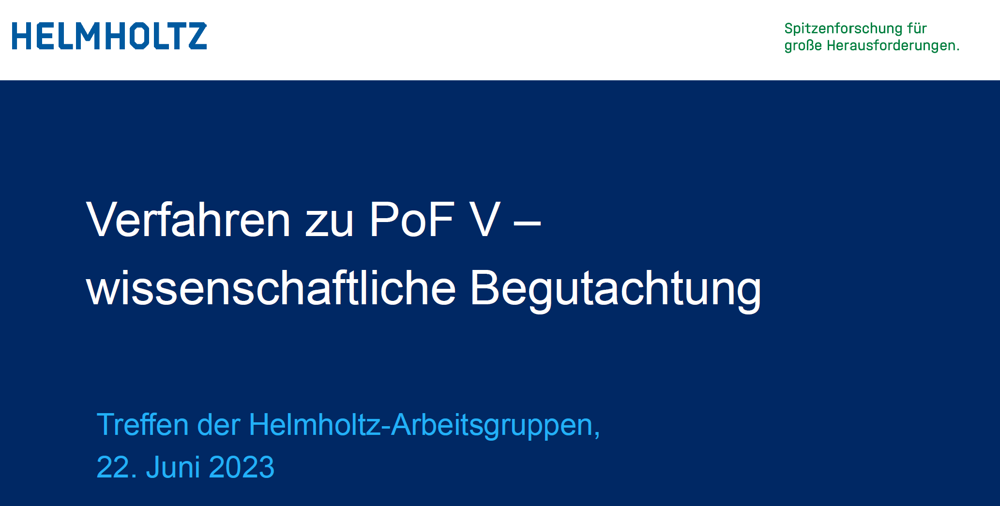 HELMHOLTZ
Spitzenforschung für
große Herausforderungen.
Verfahren zu PoF V –
wissenschaftliche Begutachtung
Treffen der Helmholtz-Arbeitsgruppen,
22. Juni 2023